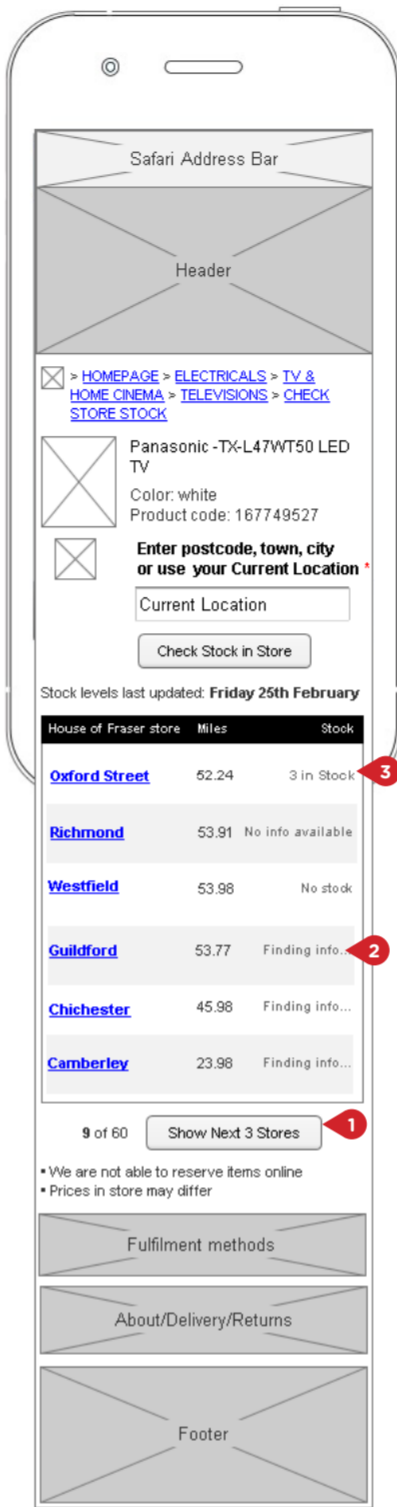 Safari Address Bar
Header
> HOMEPAGE > ELECTRICALS > TV &
HOME CINEMA > TELEVISIONS > CHECK
STORE STOCK
Panasonic -TX-L47WT50 LED
TV
Color: white
Product code: 167749527
Enter postcode, town, city
or use your Current Location *
Current Location
Check Stock in Store
Stock levels last updated: Friday 25th February
House of Fraser store Miles Stock
Oxford Street 52.24 3 in Stock 3
Richmond 53.91 No info available
Westfield 53.98 No stock
Guildford 53.77 Finding info... 2
Chichester 45.98 Finding info...
Camberley 23.98 Finding info...
9 of 60 Show Next 3 Stores 1
▪ We are not able to reserve items online
▪ Prices in store may differ
Fulfilment methods
About/Delivery/Returns
Footer